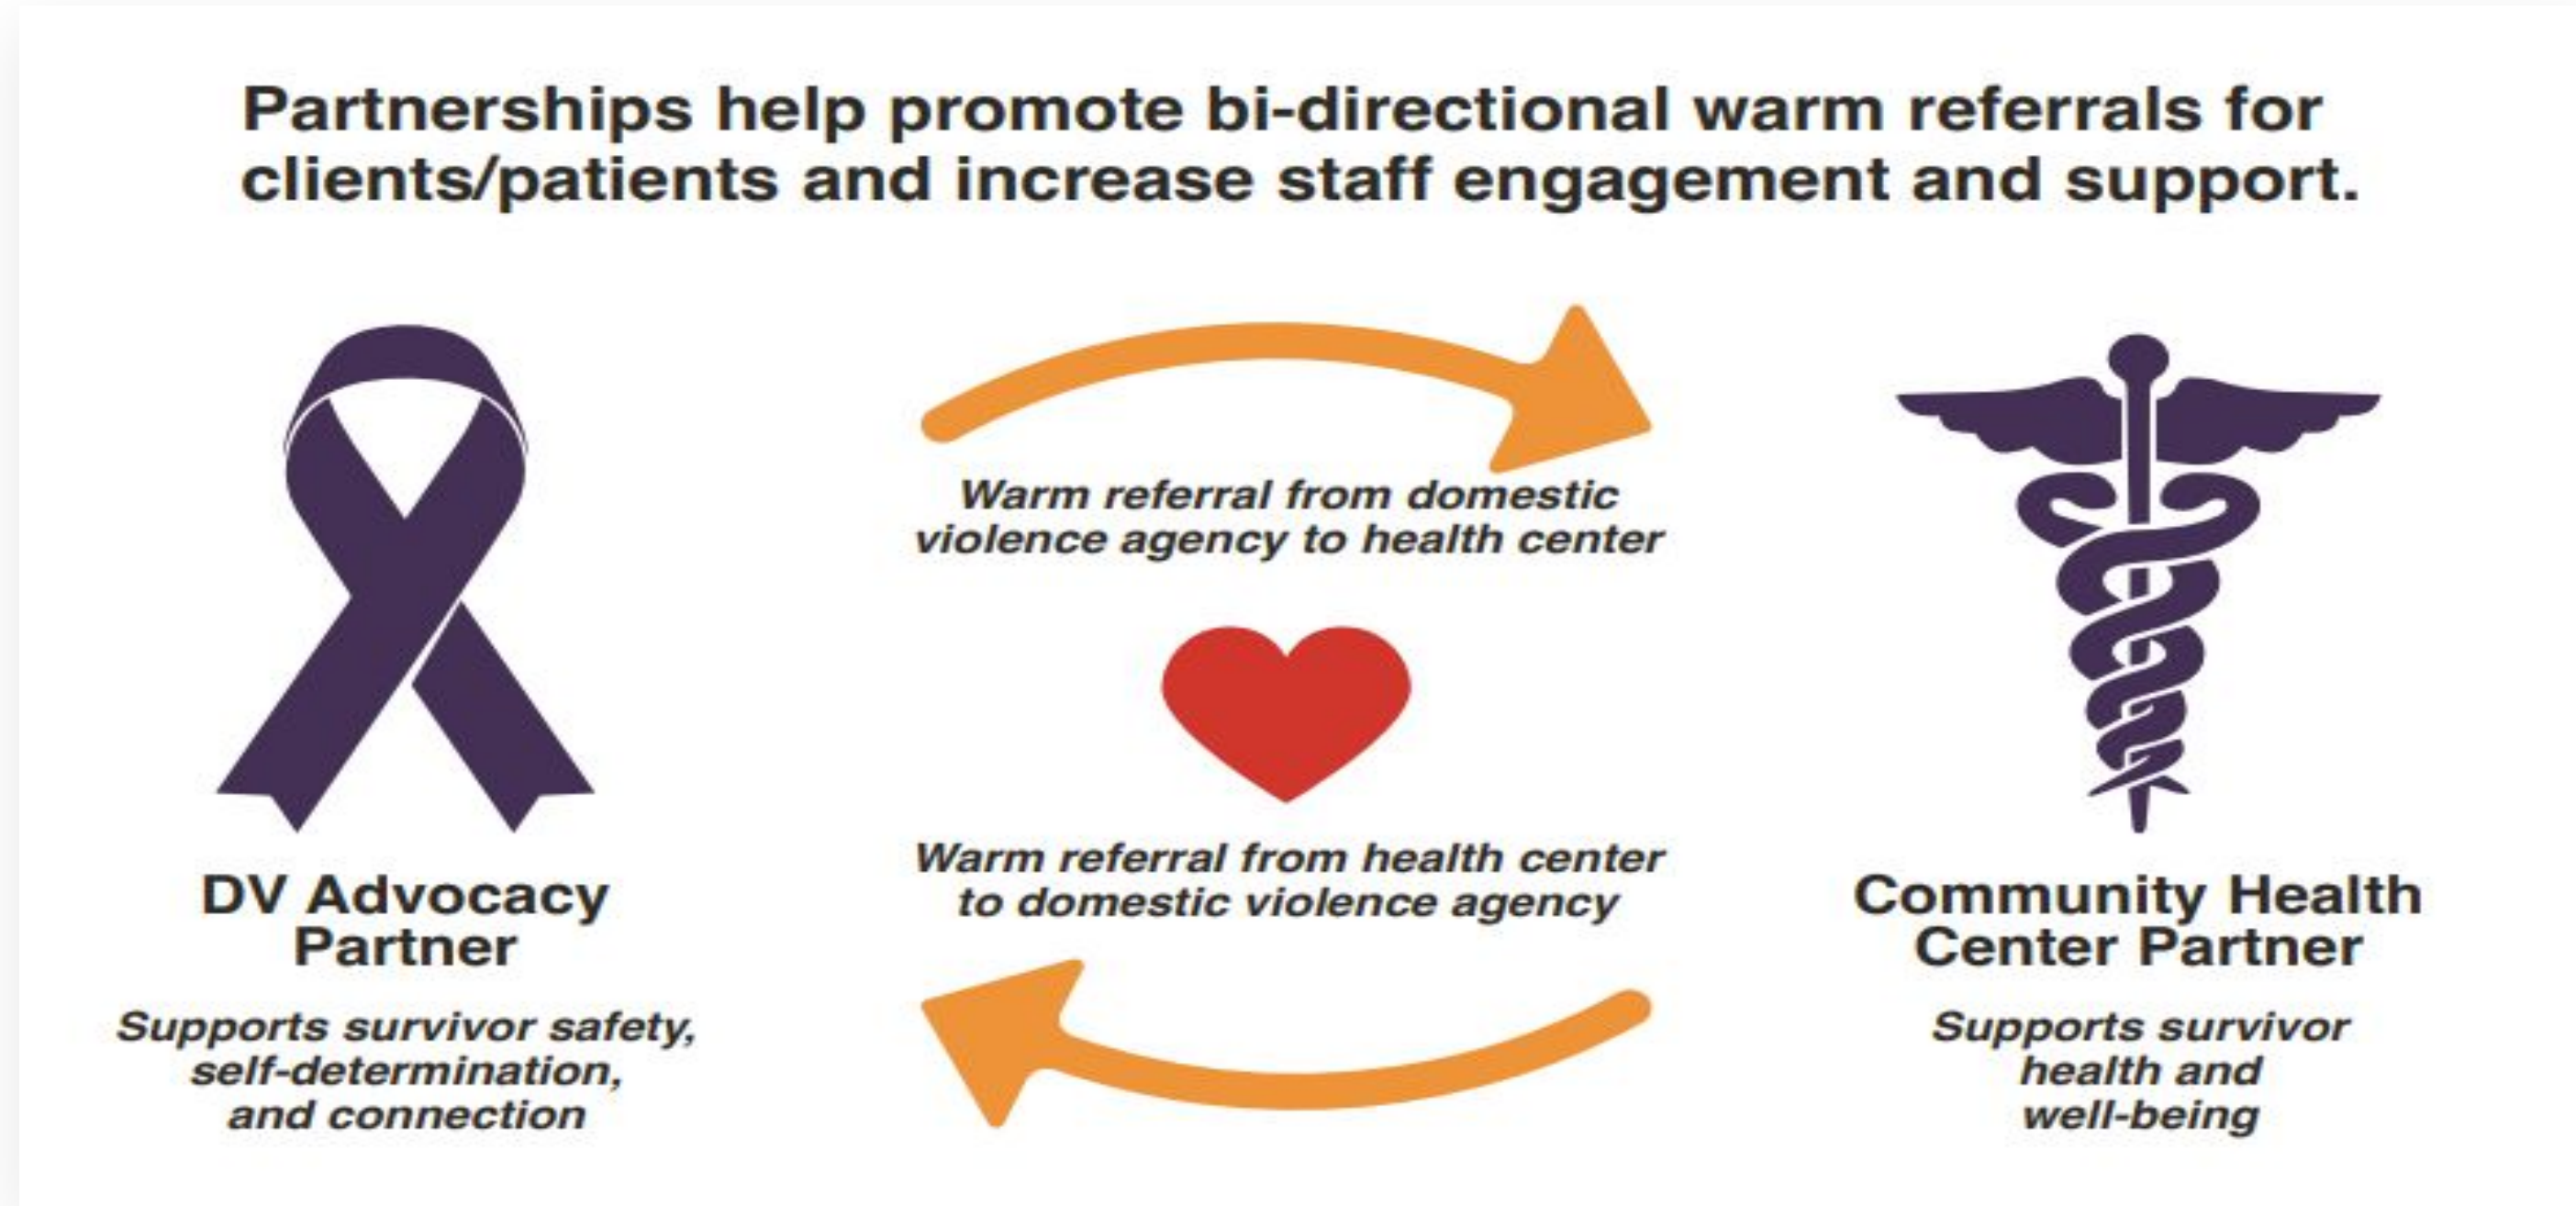 Partnerships help promote bi-directional warm referrals for
clients/patients and increase staff engagement and support.
Warm referral from domestic
violence agency to health center
Warm referral from health center
to domestic violence agency
DV Advocacy
Partner
Supports survivor safety,
self-determination,
and connection
Community Health
Center Partner
Supports survivor
health and
well-being